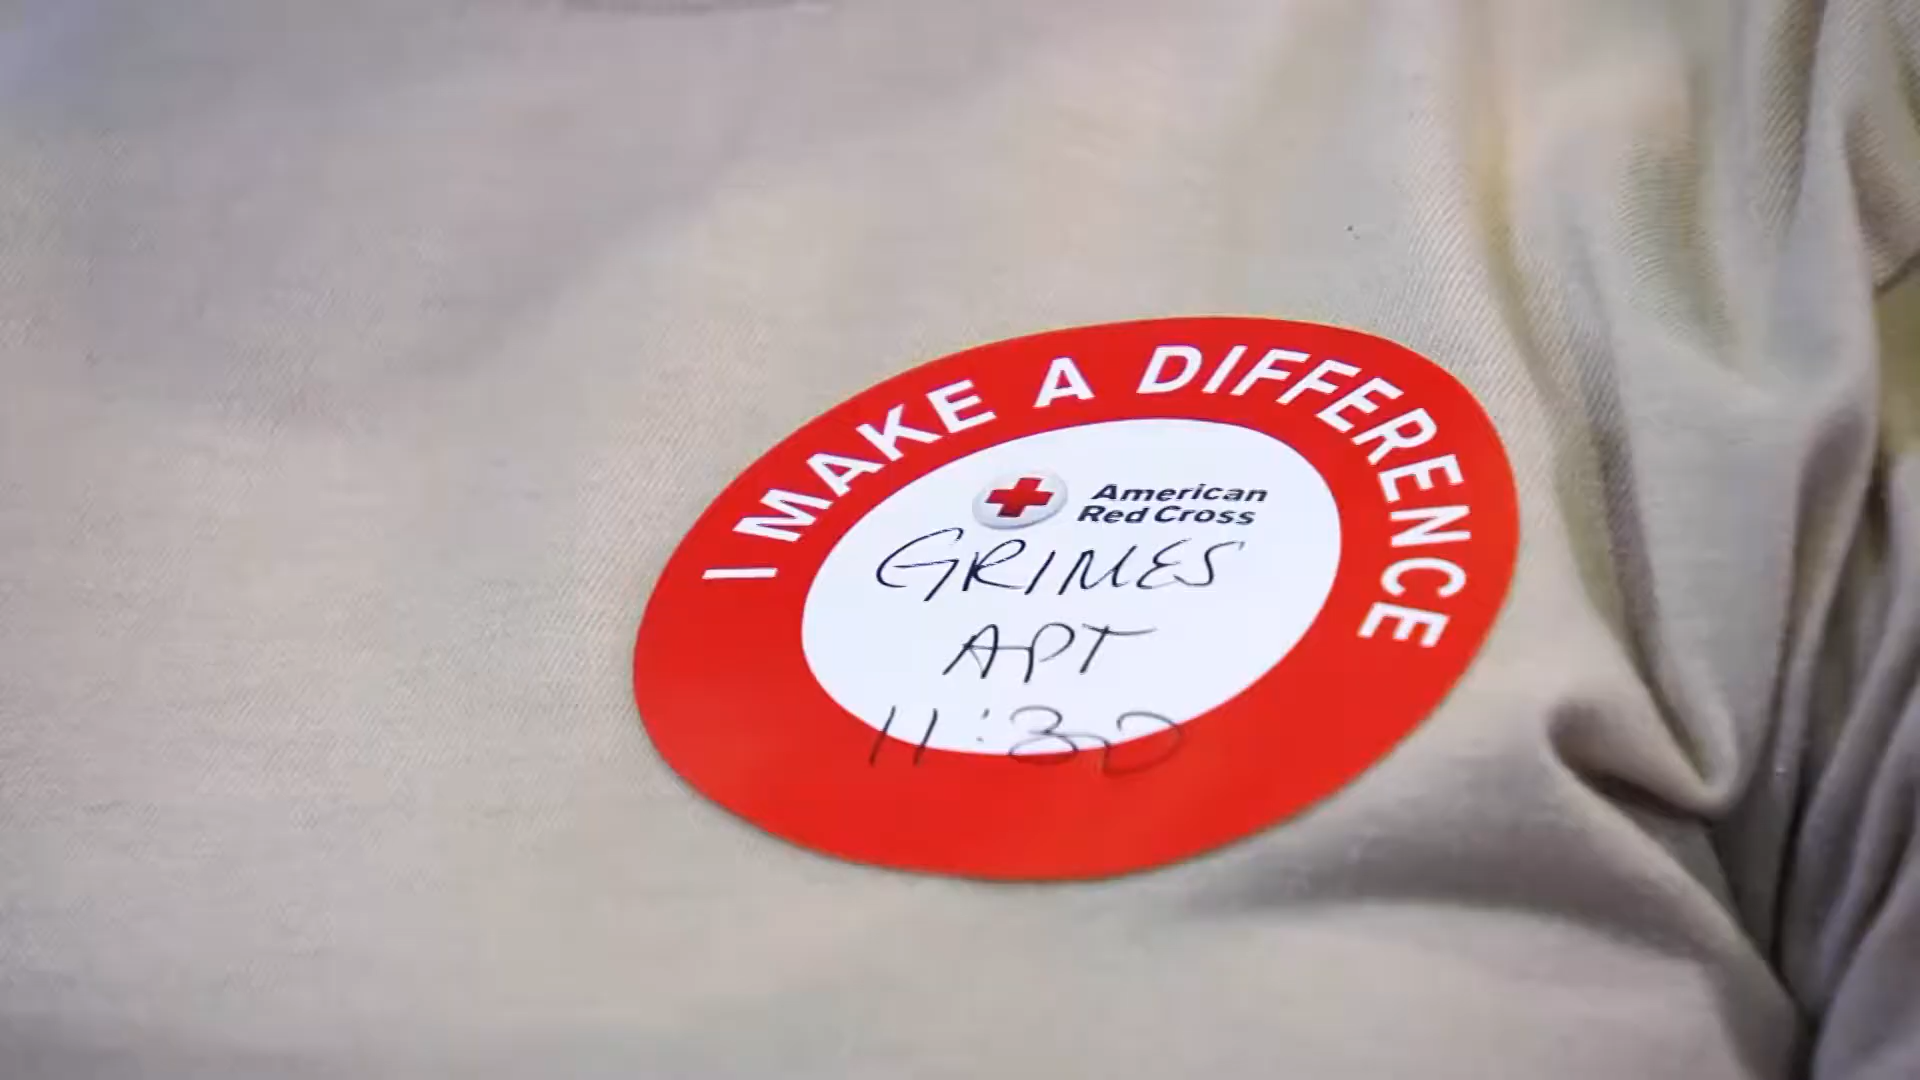 I MAKE A DIFFERENCE
American
Red Cross
GRIMES
APT
11:30